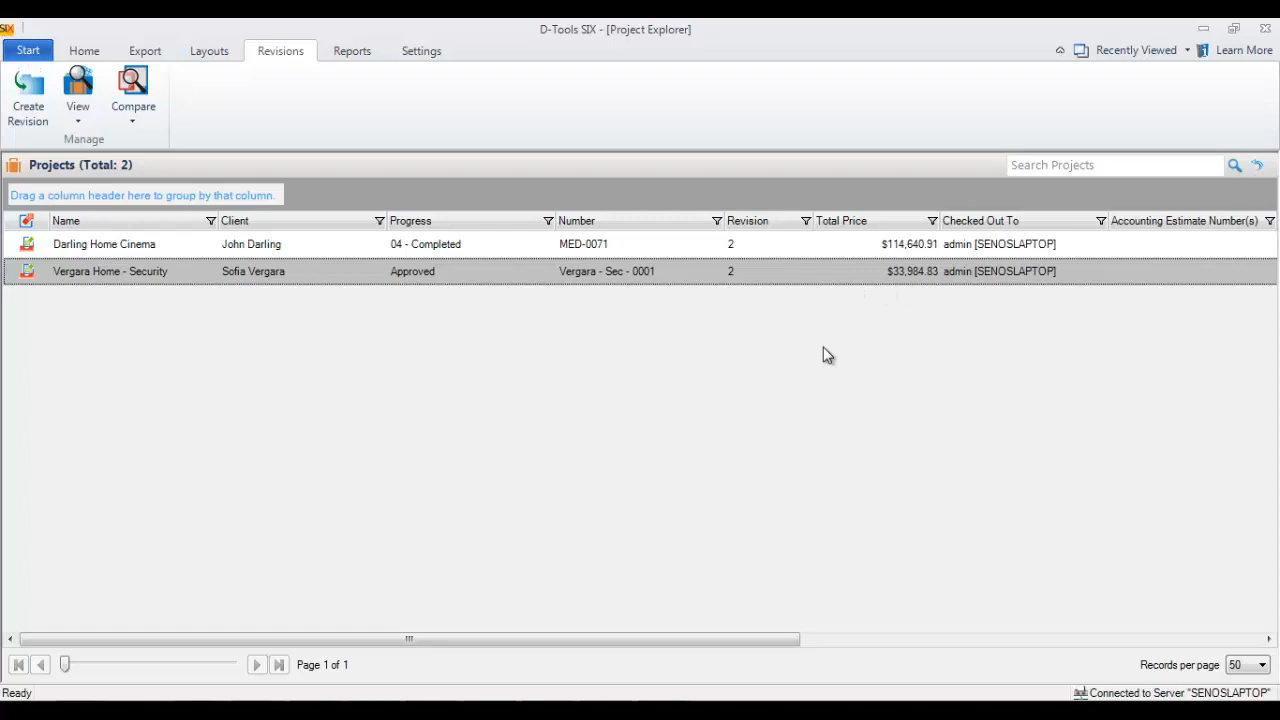 SIX
D-Tools SIX - [Project Explorer]
Start Home Export Layouts Revisions Reports Settings Recently Viewed Learn More
Create Revision View Compare
Manage
Projects (Total: 2) Search Projects
Drag a column header here to group by that column.
Name Client Progress Number Revision Total Price Checked Out To Accounting Estimate Number(s)
Darling Home Cinema John Darling 04 - Completed MED-0071 2 $114,640.91 admin [SENOSLAPTOP]
Vergara Home - Security Sofia Vergara Approved Vergara - Sec - 0001 2 $33,984.83 admin [SENOSLAPTOP]
Page 1 of 1 Records per page 50
Ready Connected to Server "SENOSLAPTOP"